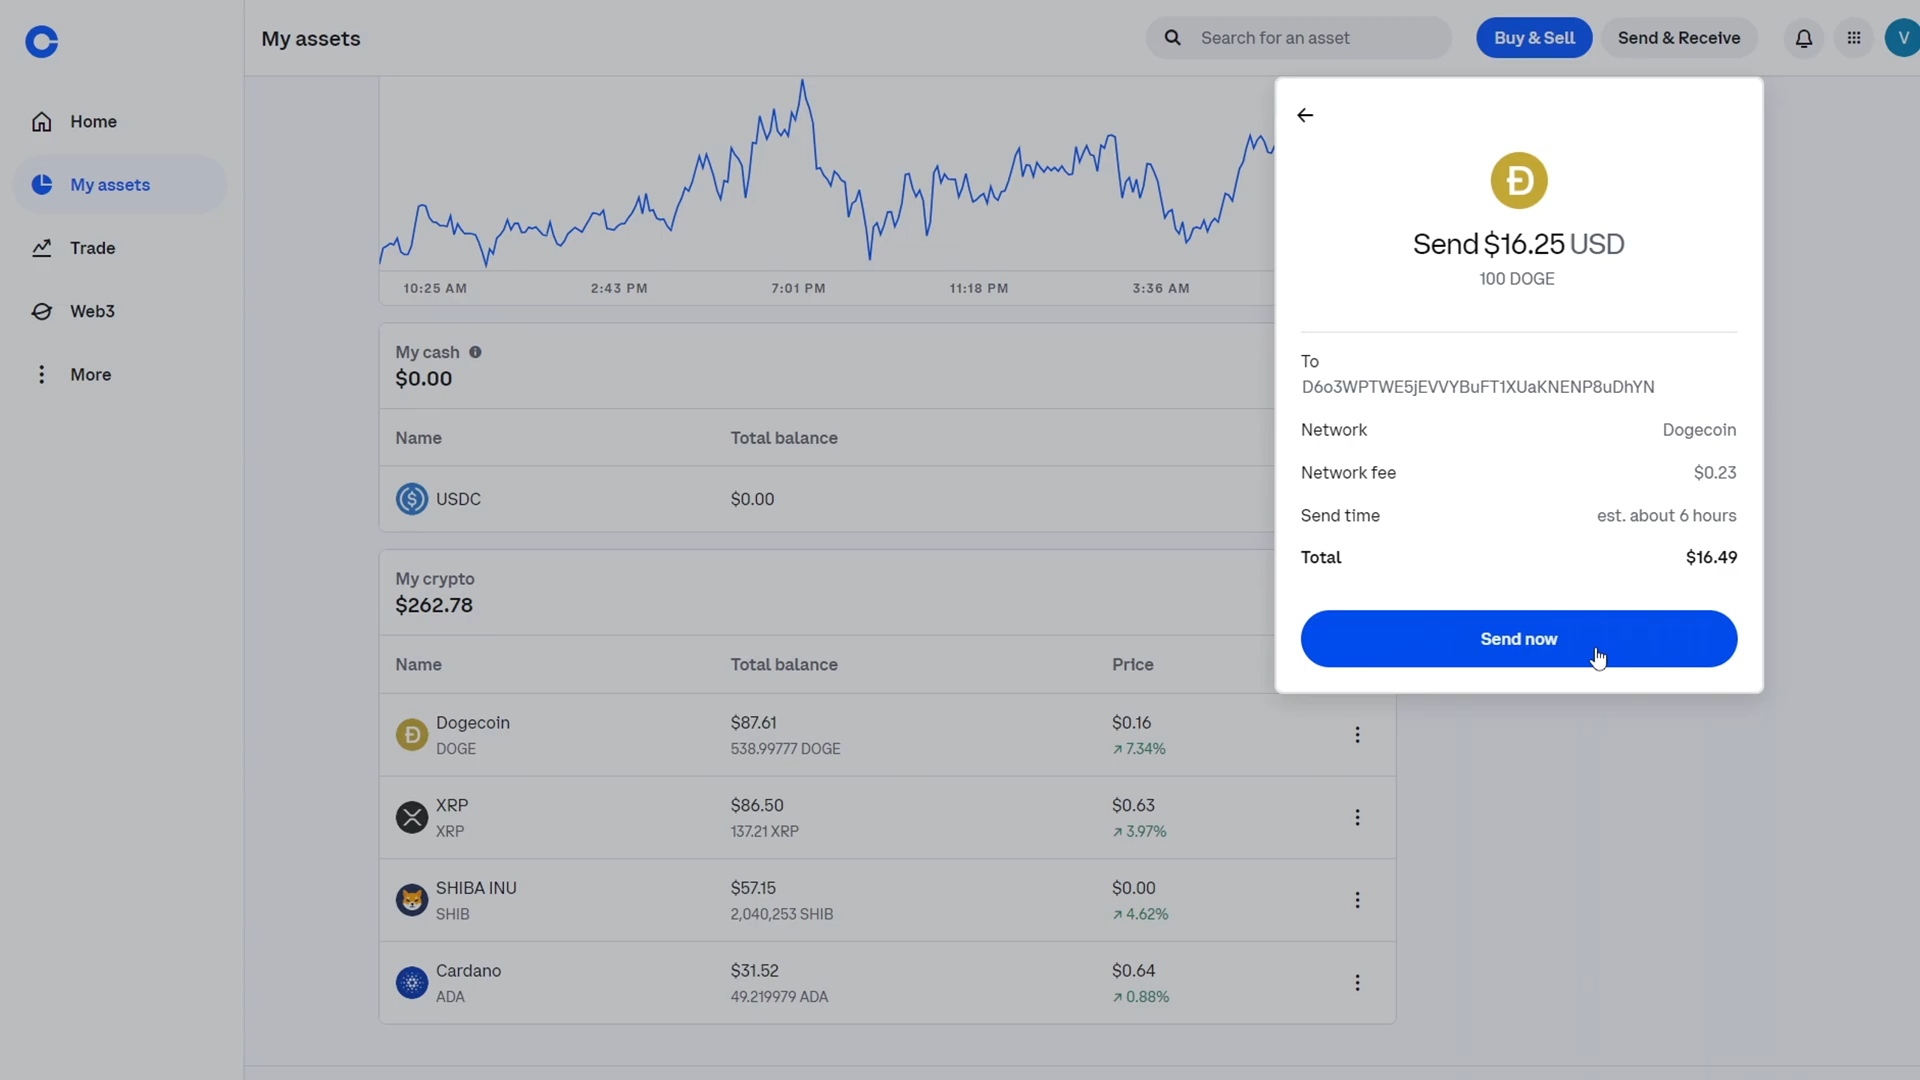 My assets
Search for an asset
Buy & Sell
Send & Receive
V
Home
My assets
Trade
Web3
More
10:25 AM 2:43 PM 7:01 PM 11:18 PM 3:36 AM
My cash
$0.00
Name Total balance
USDC $0.00
My crypto
$262.78
Name Total balance Price
Dogecoin $87.61 $0.16
DOGE 538.99777 DOGE ↗ 7.34%
XRP $86.50 $0.63
XRP 137.21 XRP ↗ 3.97%
SHIBA INU $57.15 $0.00
SHIB 2,040,253 SHIB ↗ 4.62%
Cardano $31.52 $0.64
ADA 49.219979 ADA ↗ 0.88%
Send $16.25 USD
100 DOGE
To
D6o3WPTWE5jEVVYBuFT1XUaKNENP8uDhYN
Network Dogecoin
Network fee $0.23
Send time est. about 6 hours
Total $16.49
Send now